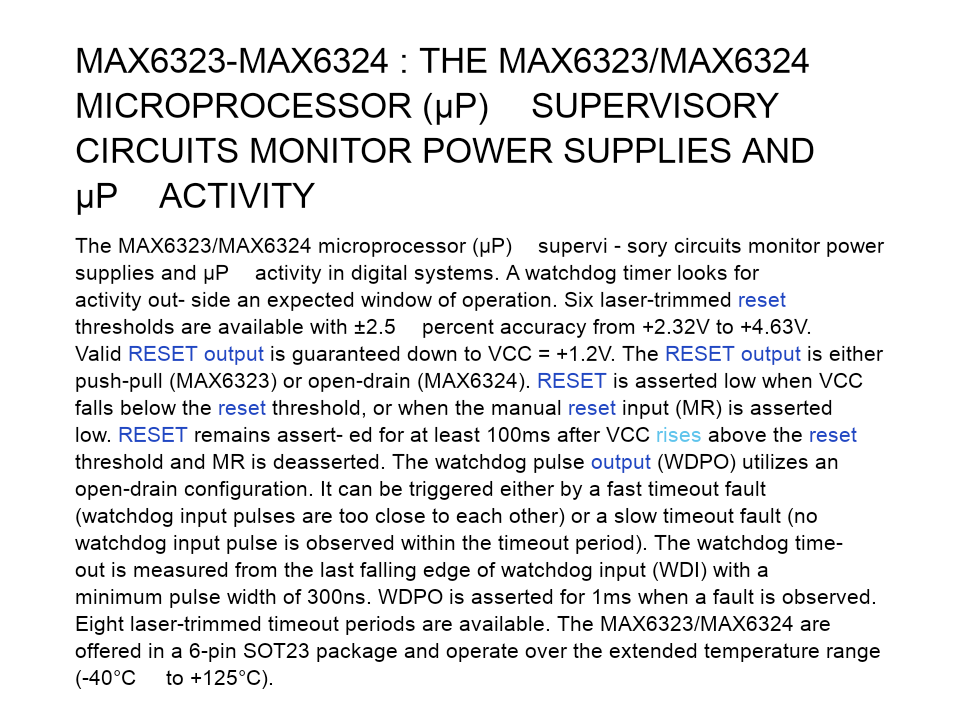 MAX6323-MAX6324 : THE MAX6323/MAX6324
MICROPROCESSOR (µP)    SUPERVISORY
CIRCUITS MONITOR POWER SUPPLIES AND
µP    ACTIVITY
The MAX6323/MAX6324 microprocessor (µP)    supervi - sory circuits monitor power
supplies and µP    activity in digital systems. A watchdog timer looks for
activity out- side an expected window of operation. Six laser-trimmed reset
thresholds are available with ±2.5    percent accuracy from +2.32V to +4.63V.
Valid RESET output is guaranteed down to VCC = +1.2V. The RESET output is either
push-pull (MAX6323) or open-drain (MAX6324). RESET is asserted low when VCC
falls below the reset threshold, or when the manual reset input (MR) is asserted
low. RESET remains assert- ed for at least 100ms after VCC rises above the reset
threshold and MR is deasserted. The watchdog pulse output (WDPO) utilizes an
open-drain configuration. It can be triggered either by a fast timeout fault
(watchdog input pulses are too close to each other) or a slow timeout fault (no
watchdog input pulse is observed within the timeout period). The watchdog time-
out is measured from the last falling edge of watchdog input (WDI) with a
minimum pulse width of 300ns. WDPO is asserted for 1ms when a fault is observed.
Eight laser-trimmed timeout periods are available. The MAX6323/MAX6324 are
offered in a 6-pin SOT23 package and operate over the extended temperature range
(-40°C    to +125°C).